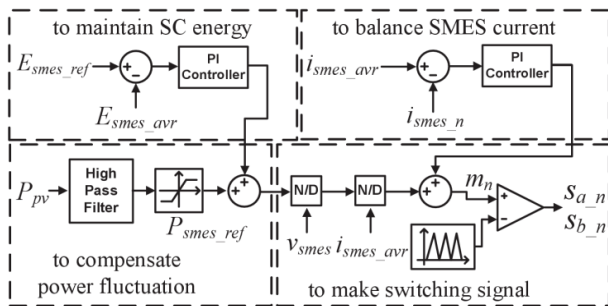 to maintain SC energy
E_smes_ref
+
−
PI
Controller
E_smes_avr
to balance SMES current
i_smes_avr
+
−
PI
Controller
i_smes_n
P_pv
High
Pass
Filter
P_smes_ref
+
+
to compensate
power fluctuation
N/D
N/D
v_smes
i_smes_avr
+
+
m_n
+
−
s_a_n
s_b_n
to make switching signal